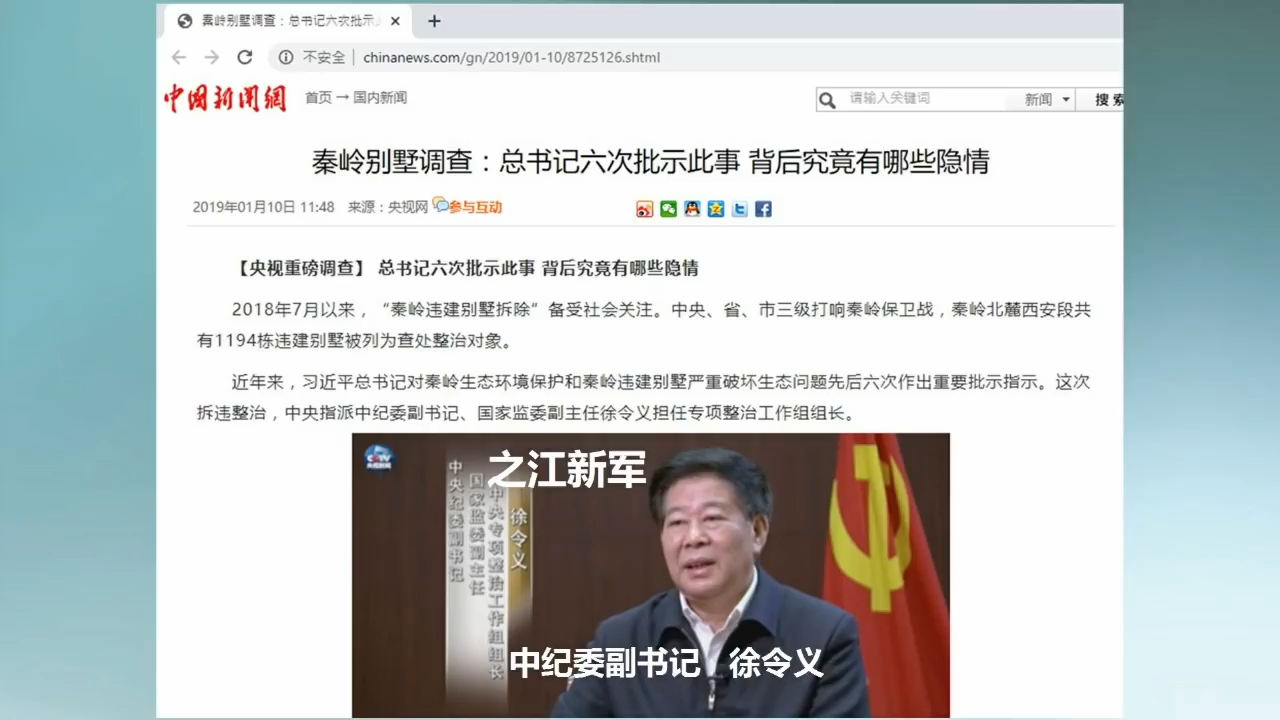 秦岭别墅调查：总书记六次批示
不安全 | chinanews.com/gn/2019/01-10/8725126.shtml
中国新闻網 首页→国内新闻 请输入关键词 新闻 搜索
秦岭别墅调查：总书记六次批示此事 背后究竟有哪些隐情
2019年01月10日 11:48 来源：央视网 参与互动
【央视重磅调查】 总书记六次批示此事 背后究竟有哪些隐情
2018年7月以来，“秦岭违建别墅拆除”备受社会关注。中央、省、市三级打响秦岭保卫战，秦岭北麓西安段共
有1194栋违建别墅被列为查处整治对象。
近年来，习近平总书记对秦岭生态环境保护和秦岭违建别墅严重破坏生态问题先后六次作出重要批示指示。这次
拆违整治，中央指派中纪委副书记、国家监委副主任徐令义担任专项整治工作组组长。
CCTV
央视新闻
之江新军
徐令义
中央专项整治工作组组长
国家监委副主任
中央纪委副书记
中纪委副书记 徐令义